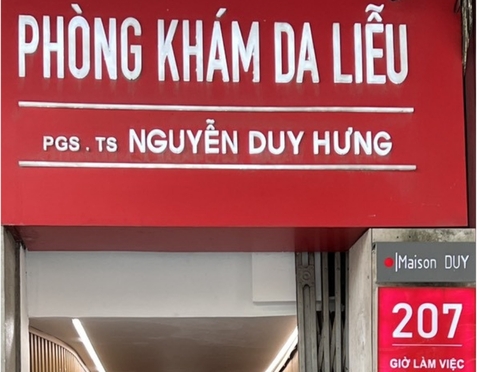 PHÒNG KHÁM DA LIỄU
PGS . TS NGUYỄN DUY HƯNG
Maison DUY
207
GIỜ LÀM VIỆC